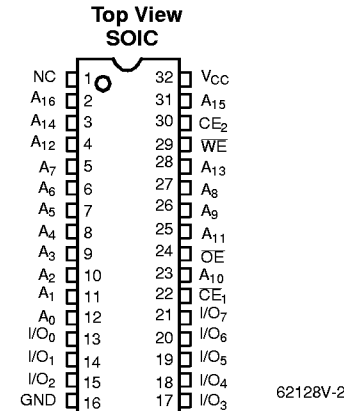 Top View
SOIC
NC 1 32 VCC
A16 2 31 A15
A14 3 30 CE2
A12 4 29 WE
A7 5 28 A13
A6 6 27 A8
A5 7 26 A9
A4 8 25 A11
A3 9 24 OE
A2 10 23 A10
A1 11 22 CE1
A0 12 21 I/O7
I/O0 13 20 I/O6
I/O1 14 19 I/O5
I/O2 15 18 I/O4
GND 16 17 I/O3
62128V-2